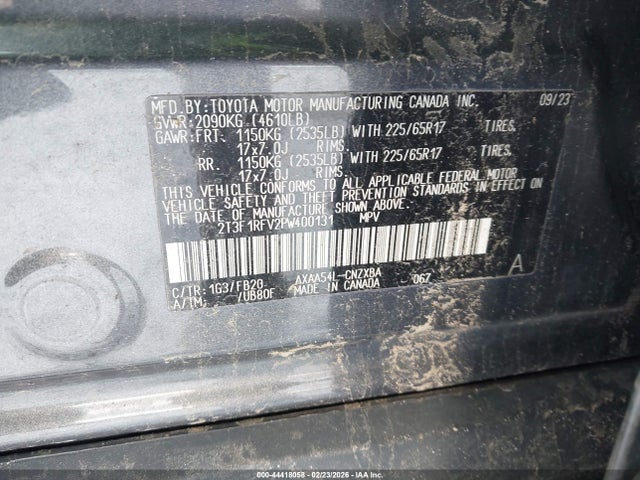 MFD.BY:TOYOTA MOTOR MANUFACTURING CANADA INC. 09/23
GVWR:2090KG (4610LB)
GAWR:FRT. 1150KG (2535LB) WITH 225/65R17 TIRES.
17x7.0J RIMS.
RR. 1150KG (2535LB) WITH 225/65R17 TIRES.
17x7.0J RIMS.
THIS VEHICLE CONFORMS TO ALL APPLICABLE FEDERAL MOTOR
VEHICLE SAFETY AND THEFT PREVENTION STANDARDS IN EFFECT ON
THE DATE OF MANUFACTURE SHOWN ABOVE.
2T3F1RFV2PW400131 MPV
C/TR:1G3/FB20 AXAA54L-CNZXBA 067 A
A/TM: /UB80F MADE IN CANADA
000-44418058 - 02/23/2026 - IAA Inc.